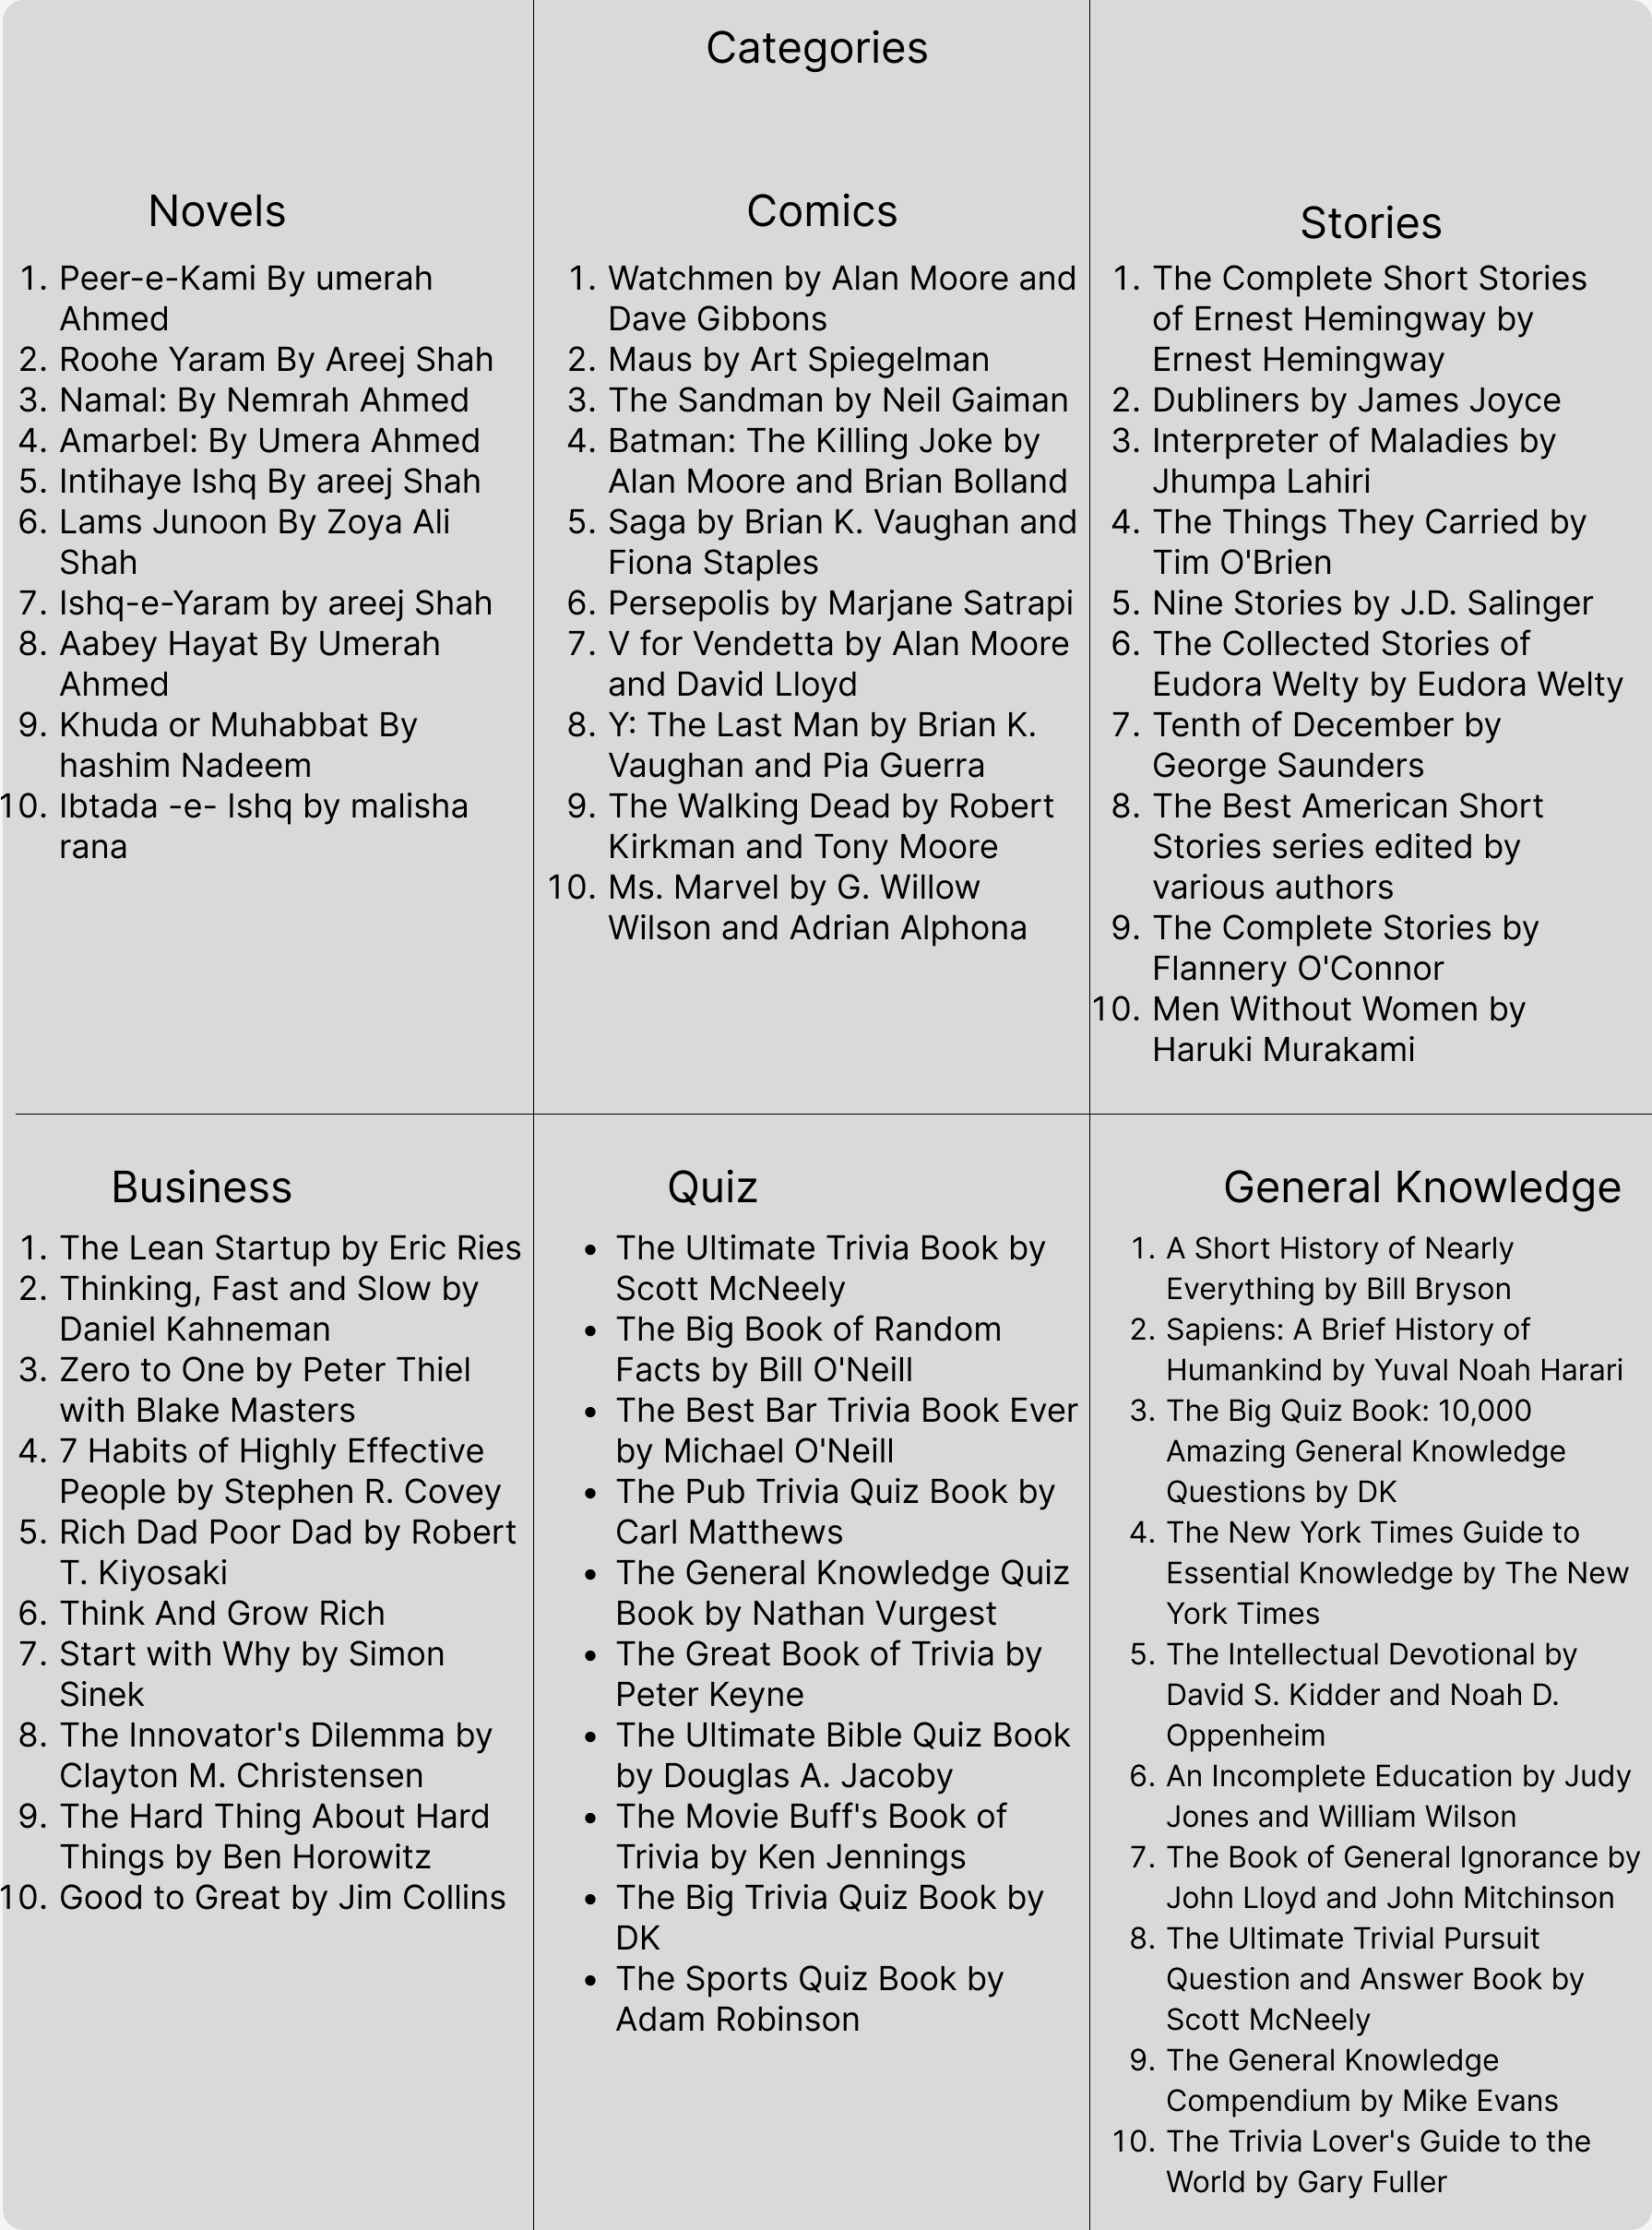 Categories
Novels
1. Peer-e-Kami By umerah
Ahmed
2. Roohe Yaram By Areej Shah
3. Namal: By Nemrah Ahmed
4. Amarbel: By Umera Ahmed
5. Intihaye Ishq By areej Shah
6. Lams Junoon By Zoya Ali
Shah
7. Ishq-e-Yaram by areej Shah
8. Aabey Hayat By Umerah
Ahmed
9. Khuda or Muhabbat By
hashim Nadeem
10. Ibtada -e- Ishq by malisha
rana
Comics
1. Watchmen by Alan Moore and
Dave Gibbons
2. Maus by Art Spiegelman
3. The Sandman by Neil Gaiman
4. Batman: The Killing Joke by
Alan Moore and Brian Bolland
5. Saga by Brian K. Vaughan and
Fiona Staples
6. Persepolis by Marjane Satrapi
7. V for Vendetta by Alan Moore
and David Lloyd
8. Y: The Last Man by Brian K.
Vaughan and Pia Guerra
9. The Walking Dead by Robert
Kirkman and Tony Moore
10. Ms. Marvel by G. Willow
Wilson and Adrian Alphona
Stories
1. The Complete Short Stories
of Ernest Hemingway by
Ernest Hemingway
2. Dubliners by James Joyce
3. Interpreter of Maladies by
Jhumpa Lahiri
4. The Things They Carried by
Tim O'Brien
5. Nine Stories by J.D. Salinger
6. The Collected Stories of
Eudora Welty by Eudora Welty
7. Tenth of December by
George Saunders
8. The Best American Short
Stories series edited by
various authors
9. The Complete Stories by
Flannery O'Connor
10. Men Without Women by
Haruki Murakami
Business
1. The Lean Startup by Eric Ries
2. Thinking, Fast and Slow by
Daniel Kahneman
3. Zero to One by Peter Thiel
with Blake Masters
4. 7 Habits of Highly Effective
People by Stephen R. Covey
5. Rich Dad Poor Dad by Robert
T. Kiyosaki
6. Think And Grow Rich
7. Start with Why by Simon
Sinek
8. The Innovator's Dilemma by
Clayton M. Christensen
9. The Hard Thing About Hard
Things by Ben Horowitz
10. Good to Great by Jim Collins
Quiz
• The Ultimate Trivia Book by
Scott McNeely
• The Big Book of Random
Facts by Bill O'Neill
• The Best Bar Trivia Book Ever
by Michael O'Neill
• The Pub Trivia Quiz Book by
Carl Matthews
• The General Knowledge Quiz
Book by Nathan Vurgest
• The Great Book of Trivia by
Peter Keyne
• The Ultimate Bible Quiz Book
by Douglas A. Jacoby
• The Movie Buff's Book of
Trivia by Ken Jennings
• The Big Trivia Quiz Book by
DK
• The Sports Quiz Book by
Adam Robinson
General Knowledge
1. A Short History of Nearly
Everything by Bill Bryson
2. Sapiens: A Brief History of
Humankind by Yuval Noah Harari
3. The Big Quiz Book: 10,000
Amazing General Knowledge
Questions by DK
4. The New York Times Guide to
Essential Knowledge by The New
York Times
5. The Intellectual Devotional by
David S. Kidder and Noah D.
Oppenheim
6. An Incomplete Education by Judy
Jones and William Wilson
7. The Book of General Ignorance by
John Lloyd and John Mitchinson
8. The Ultimate Trivial Pursuit
Question and Answer Book by
Scott McNeely
9. The General Knowledge
Compendium by Mike Evans
10. The Trivia Lover's Guide to the
World by Gary Fuller